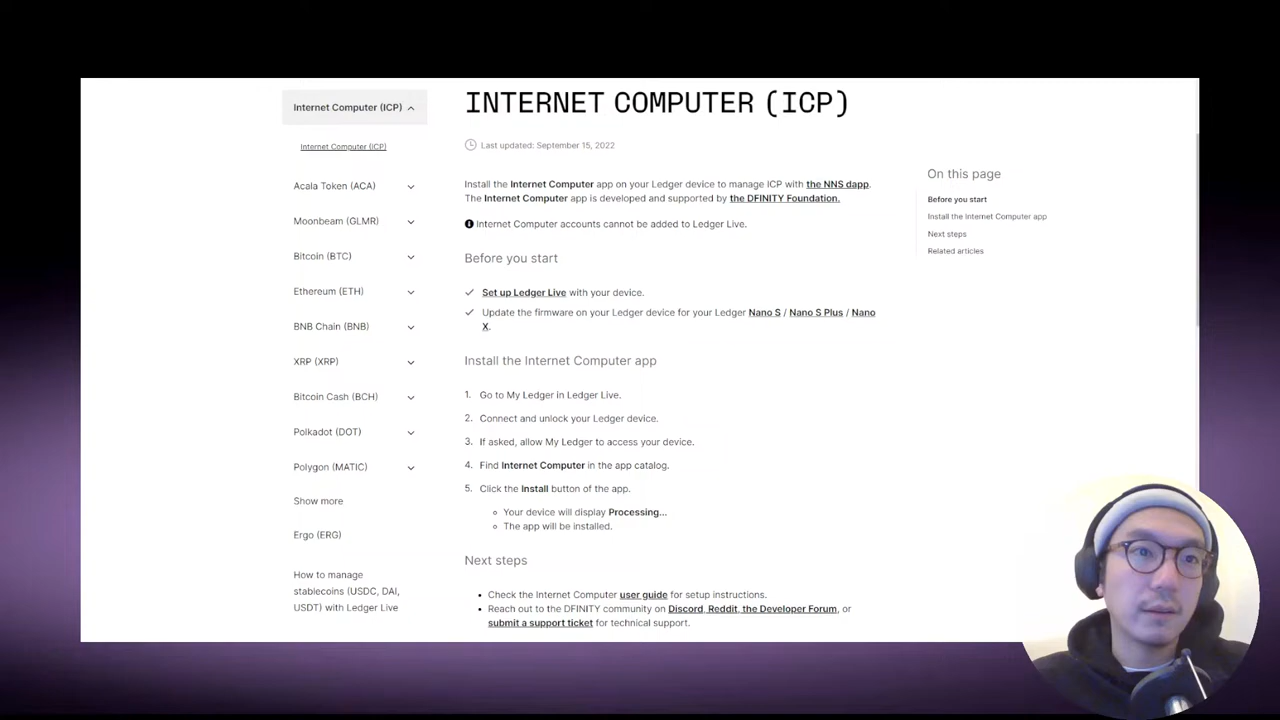 Internet Computer (ICP)
Internet Computer (ICP)
Acala Token (ACA)
Moonbeam (GLMR)
Bitcoin (BTC)
Ethereum (ETH)
BNB Chain (BNB)
XRP (XRP)
Bitcoin Cash (BCH)
Polkadot (DOT)
Polygon (MATIC)
Show more
Ergo (ERG)
How to manage
stablecoins (USDC, DAI,
USDT) with Ledger Live
INTERNET COMPUTER (ICP)
Last updated: September 15, 2022
Install the Internet Computer app on your Ledger device to manage ICP with the NNS dapp.
The Internet Computer app is developed and supported by the DFINITY Foundation.
Internet Computer accounts cannot be added to Ledger Live.
Before you start
Set up Ledger Live with your device.
Update the firmware on your Ledger device for your Ledger Nano S / Nano S Plus / Nano
X.
Install the Internet Computer app
1. Go to My Ledger in Ledger Live.
2. Connect and unlock your Ledger device.
3. If asked, allow My Ledger to access your device.
4. Find Internet Computer in the app catalog.
5. Click the Install button of the app.
Your device will display Processing...
The app will be installed.
Next steps
Check the Internet Computer user guide for setup instructions.
Reach out to the DFINITY community on Discord, Reddit, the Developer Forum, or
submit a support ticket for technical support.
On this page
Before you start
Install the Internet Computer app
Next steps
Related articles